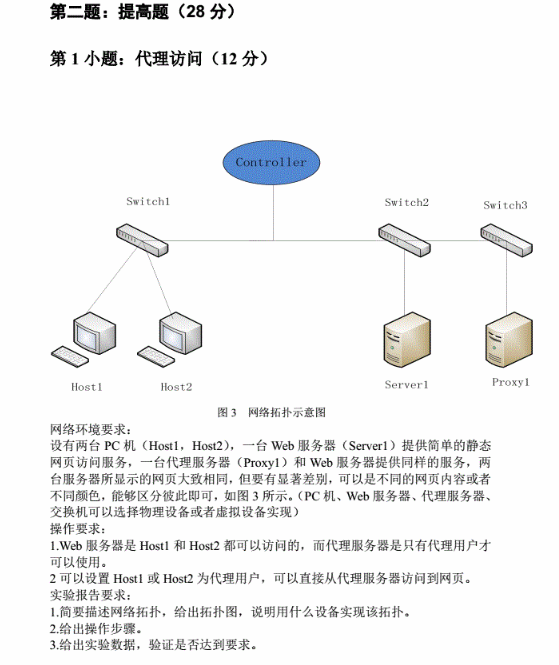 第二题：提高题（28 分）
第 1 小题：代理访问（12 分）
Controller
Switch1
Switch2
Switch3
Host1
Host2
Server1
Proxy1
图 3 网络拓扑示意图
网络环境要求：
设有两台 PC 机（Host1，Host2），一台 Web 服务器（Server1）提供简单的静态
网页访问服务，一台代理服务器（Proxy1）和 Web 服务器提供同样的服务，两
台服务器所显示的网页大致相同，但要有显著差别，可以是不同的网页内容或者
不同颜色，能够区分彼此即可，如图 3 所示。（PC 机、Web 服务器、代理服务器、
交换机可以选择物理设备或者虚拟设备实现）
操作要求：
1.Web 服务器是 Host1 和 Host2 都可以访问的，而代理服务器是只有代理用户才
可以使用。
2 可以设置 Host1 或 Host2 为代理用户，可以直接从代理服务器访问到网页。
实验报告要求：
1.简要描述网络拓扑，给出拓扑图，说明用什么设备实现该拓扑。
2.给出操作步骤。
3.给出实验数据，验证是否达到要求。